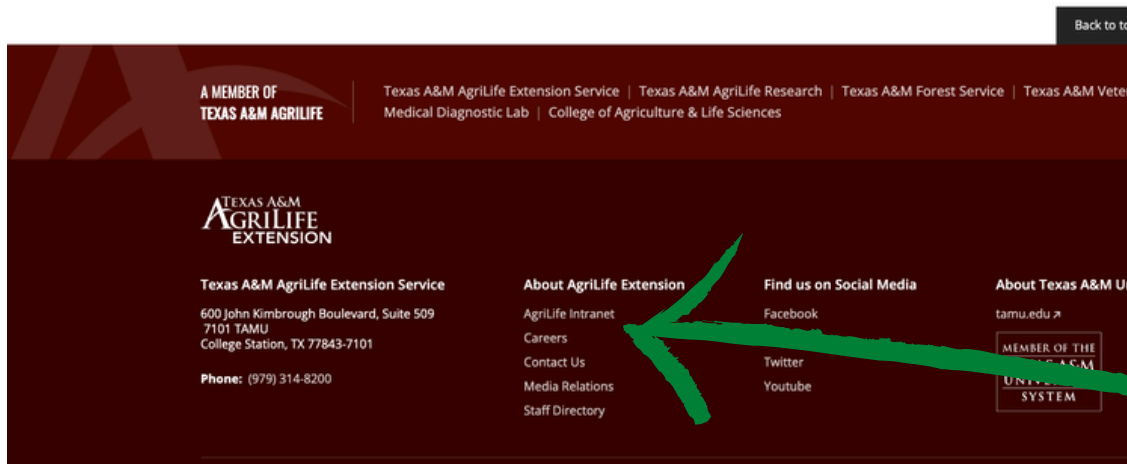 Back to to
A MEMBER OF
TEXAS A&M AGRILIFE
Texas A&M AgriLife Extension Service | Texas A&M AgriLife Research | Texas A&M Forest Service | Texas A&M Veter
Medical Diagnostic Lab | College of Agriculture & Life Sciences
TEXAS A&M
AGRILIFE
EXTENSION
Texas A&M AgriLife Extension Service
600 John Kimbrough Boulevard, Suite 509
7101 TAMU
College Station, TX 77843-7101
Phone: (979) 314-8200
About AgriLife Extension
AgriLife Intranet
Careers
Contact Us
Media Relations
Staff Directory
Find us on Social Media
Facebook
Twitter
Youtube
About Texas A&M Un
tamu.edu
MEMBER OF THE
A&M
SYSTEM